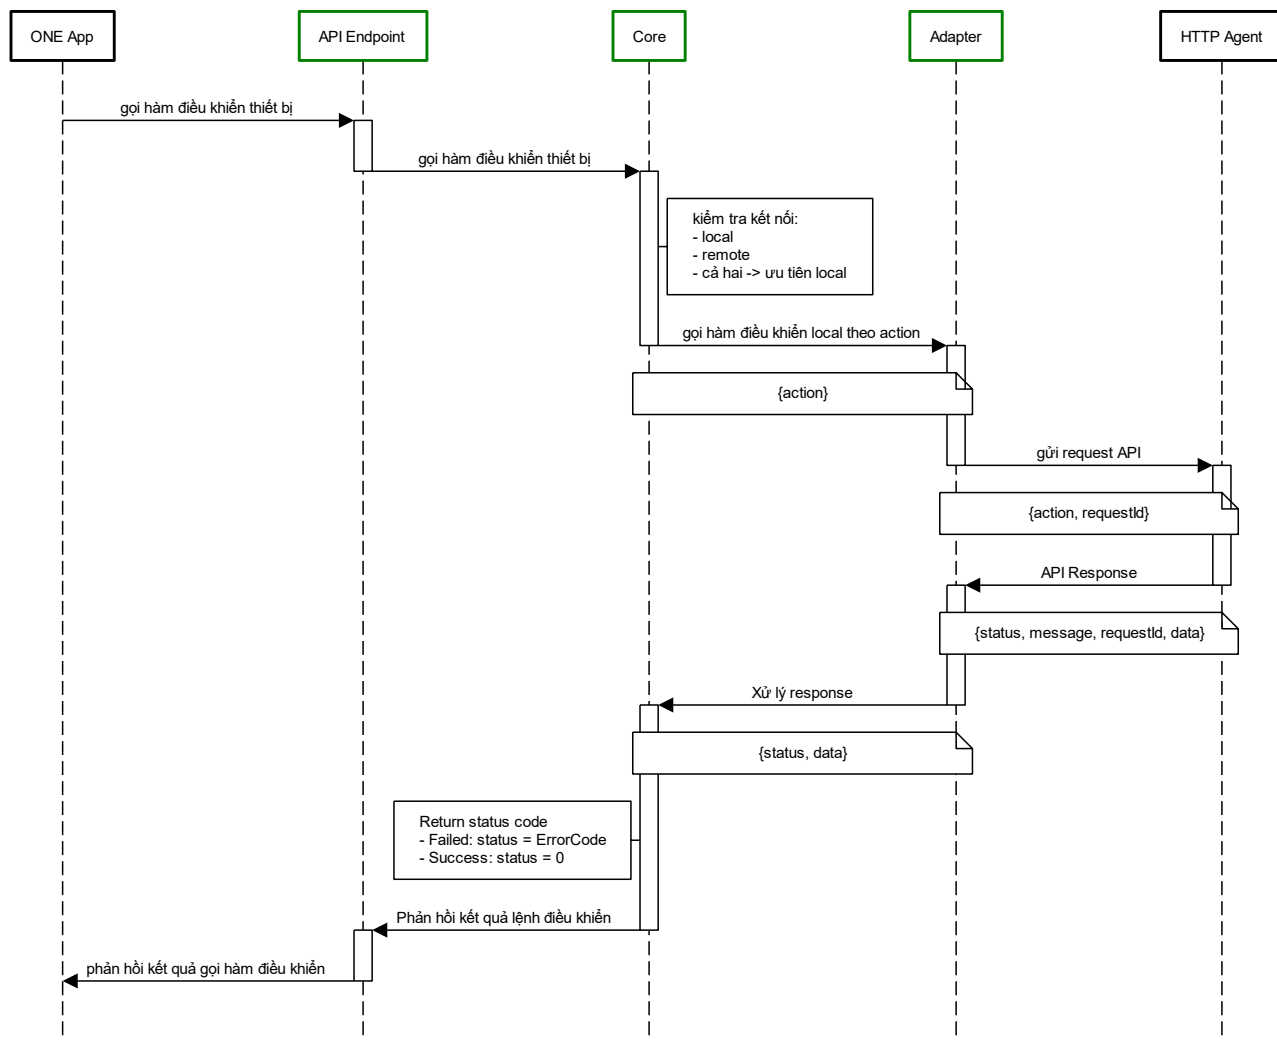 ONE App
API Endpoint
Core
Adapter
HTTP Agent
gọi hàm điều khiển thiết bị
gọi hàm điều khiển thiết bị
kiểm tra kết nối:
- local
- remote
- cả hai -> ưu tiên local
gọi hàm điều khiển local theo action
{action}
gửi request API
{action, requestId}
API Response
{status, message, requestId, data}
Xử lý response
{status, data}
Return status code
- Failed: status = ErrorCode
- Success: status = 0
Phản hồi kết quả lệnh điều khiển
phản hồi kết quả gọi hàm điều khiển